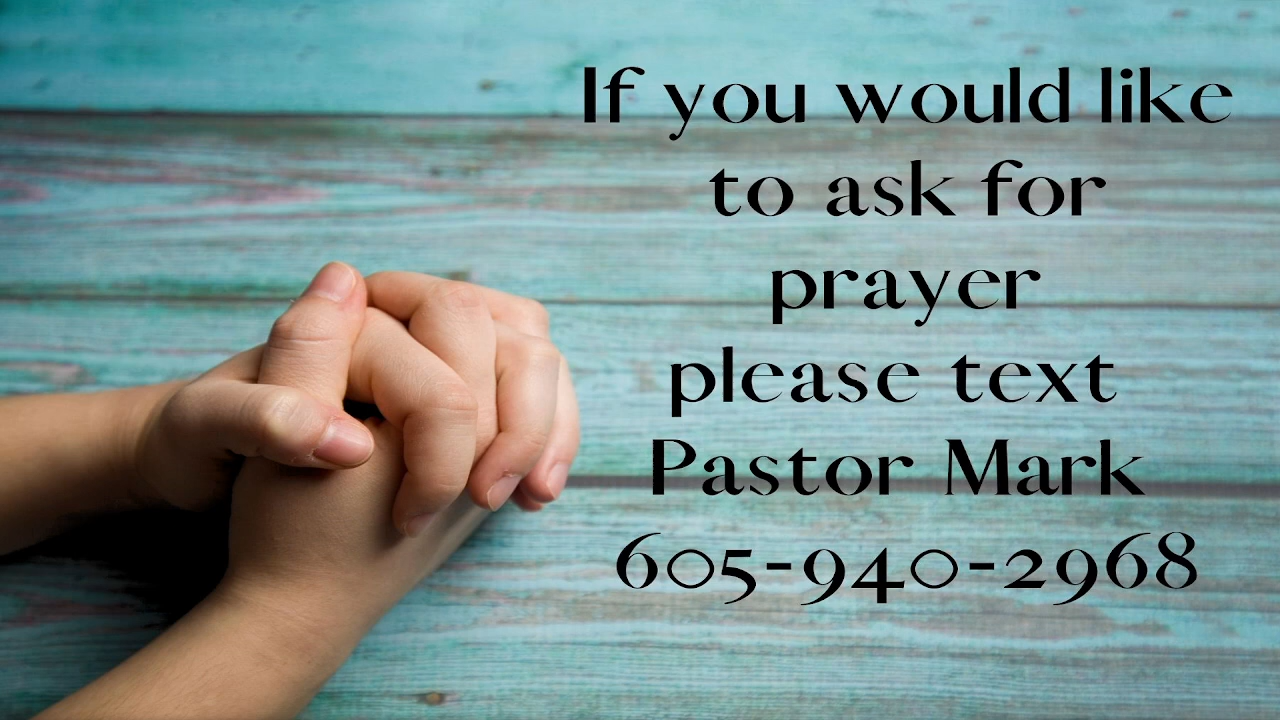 If you would like
to ask for
prayer
please text
Pastor Mark
605-940-2968